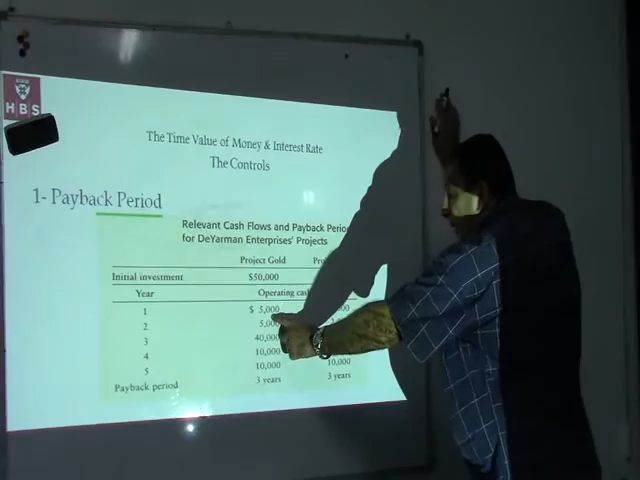 HBS
The Time Value of Money & Interest Rate
The Controls
1- Payback Period
Relevant Cash Flows and Payback
for DeYarman Enterprises' Projects
Project Gold
Initial investment $50,000
Year Operating
1 $ 5,000
2 5,000
3 40,000
4 10,000 10,000
5 10,000 10,000
Payback period 3 years 3 years